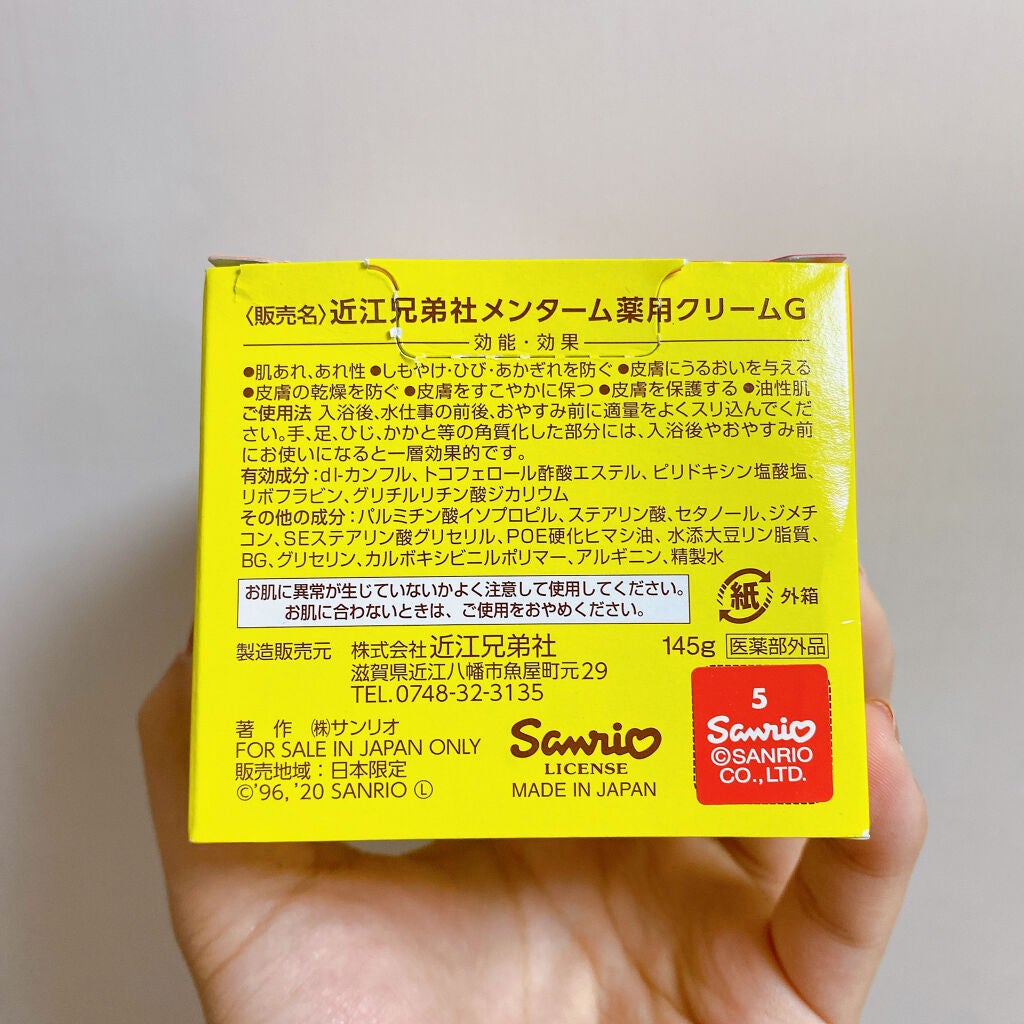 〈販売名〉近江兄弟社メンターム薬用クリームG
効能・効果
●肌あれ、あれ性 ●しもやけ・ひび・あかぎれを防ぐ ●皮膚にうるおいを与える
●皮膚の乾燥を防ぐ ●皮膚をすこやかに保つ ●皮膚を保護する ●油性肌
ご使用法 入浴後、水仕事の前後、おやすみ前に適量をよくスリ込んでくだ
さい。手、足、ひじ、かかと等の角質化した部分には、入浴後やおやすみ前
にお使いになると一層効果的です。
有効成分：dl-カンフル、トコフェロール酢酸エステル、ピリドキシン塩酸塩、
リボフラビン、グリチルリチン酸ジカリウム
その他の成分：パルミチン酸イソプロピル、ステアリン酸、セタノール、ジメチ
コン、SEステアリン酸グリセリル、POE硬化ヒマシ油、水添大豆リン脂質、
BG、グリセリン、カルボキシビニルポリマー、アルギニン、精製水
お肌に異常が生じていないかよく注意して使用してください。
お肌に合わないときは、ご使用をおやめください。
紙 外箱
製造販売元 株式会社 近江兄弟社 145g 医薬部外品
滋賀県近江八幡市魚屋町元29
TEL.0748-32-3135
著 作 ㈱サンリオ
FOR SALE IN JAPAN ONLY
販売地域：日本限定
©'96,'20 SANRIO Ⓛ
Sanrio
LICENSE
MADE IN JAPAN
5
Sanrio
©SANRIO
CO.,LTD.